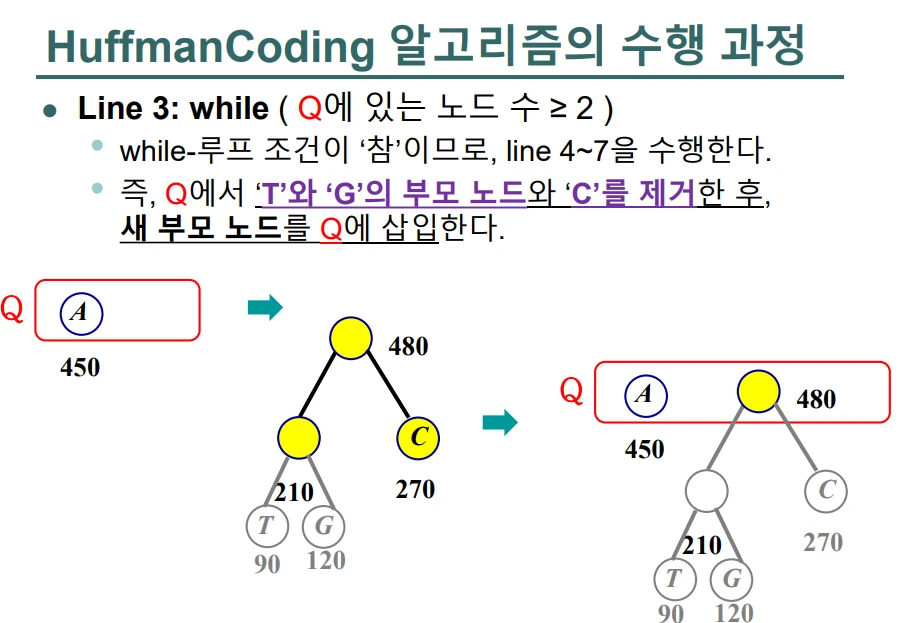 HuffmanCoding 알고리즘의 수행 과정
Line 3: while ( Q에 있는 노드 수 ≥ 2 )
while-루프 조건이 ‘참’이므로, line 4~7을 수행한다.
즉, Q에서 ‘T’와 ‘G’의 부모 노드와 ‘C’를 제거한 후,
새 부모 노드를 Q에 삽입한다.
Q
A
450
480
C
210
270
T
G
90
120
Q
A
480
450
C
210
270
T
G
90
120